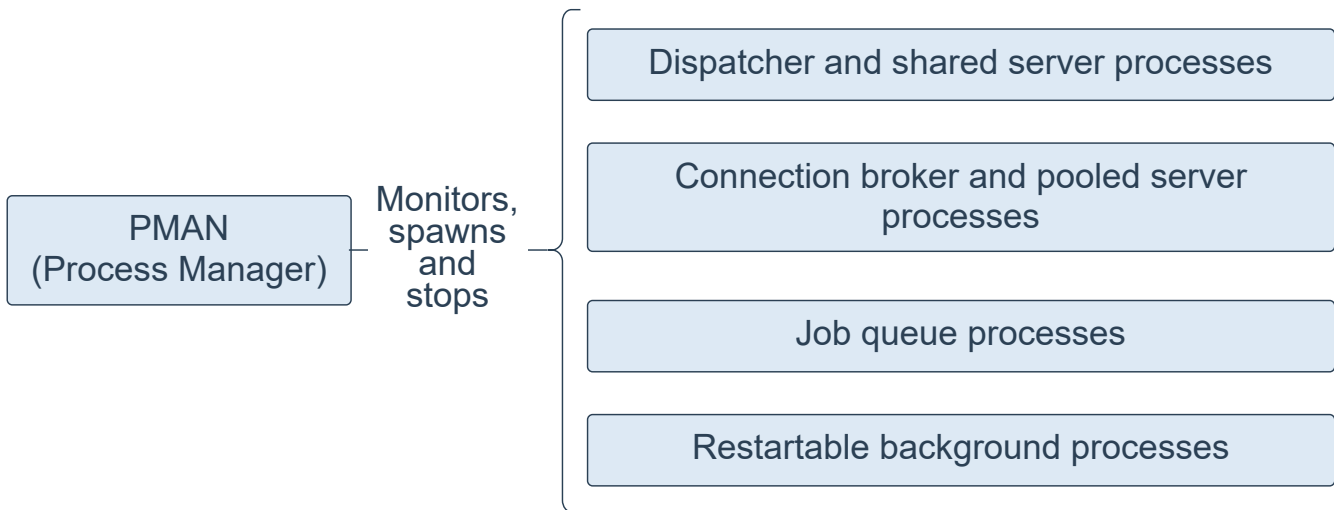 PMAN
(Process Manager)
Monitors,
spawns
and
stops
Dispatcher and shared server processes
Connection broker and pooled server
processes
Job queue processes
Restartable background processes